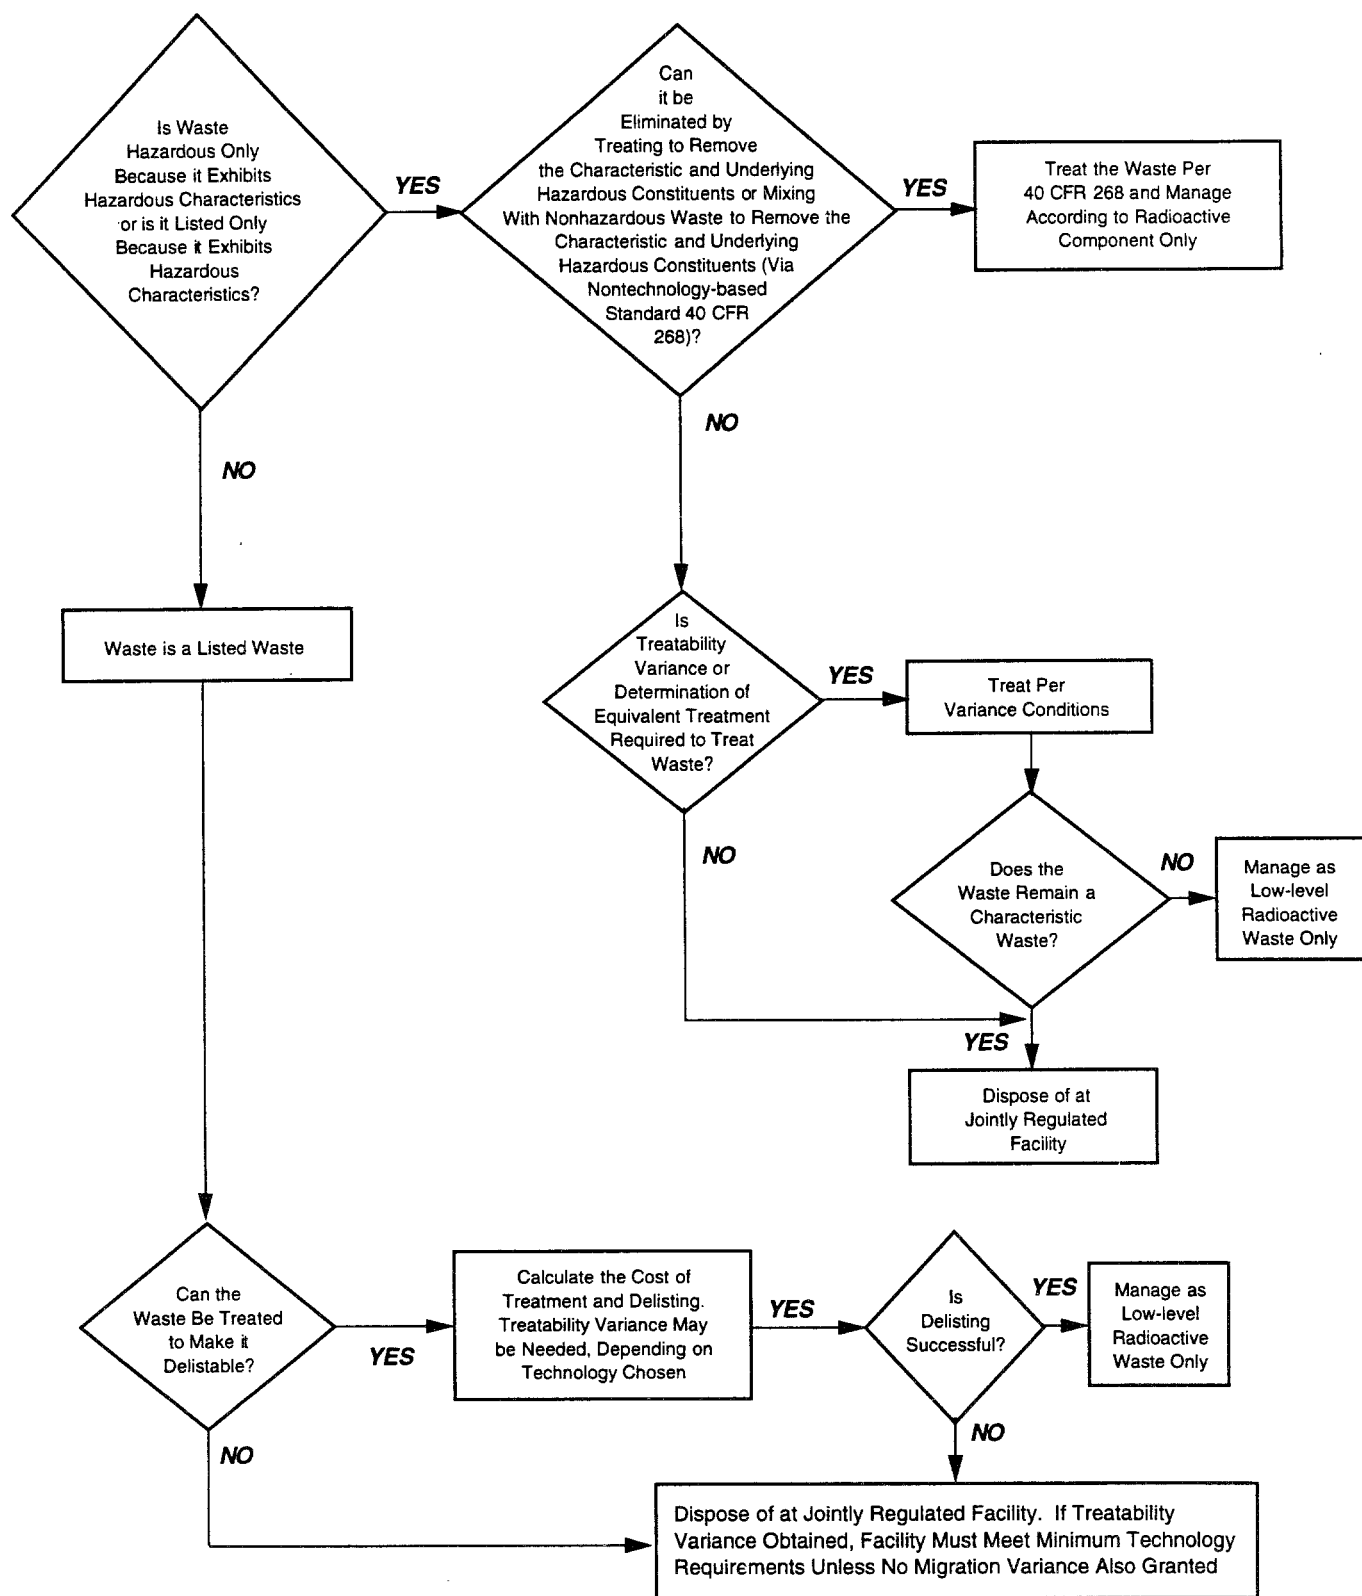 Is Waste
Hazardous Only
Because it Exhibits
Hazardous Characteristics
or is it Listed Only
Because it Exhibits
Hazardous
Characteristics?
YES
Can
it be
Eliminated by
Treating to Remove
the Characteristic and Underlying
Hazardous Constituents or Mixing
With Nonhazardous Waste to Remove the
Characteristic and Underlying
Hazardous Constituents (Via
Nontechnology-based
Standard 40 CFR
268)?
YES
Treat the Waste Per
40 CFR 268 and Manage
According to Radioactive
Component Only
NO
NO
Waste is a Listed Waste
Is
Treatability
Variance or
Determination of
Equivalent Treatment
Required to Treat
Waste?
YES
Treat Per
Variance Conditions
NO
Does the
Waste Remain a
Characteristic
Waste?
NO
Manage as
Low-level
Radioactive
Waste Only
YES
Dispose of at
Jointly Regulated
Facility
Can the
Waste Be Treated
to Make it
Delistable?
YES
Calculate the Cost of
Treatment and Delisting.
Treatability Variance May
be Needed, Depending on
Technology Chosen
YES
Is
Delisting
Successful?
YES
Manage as
Low-level
Radioactive
Waste Only
NO
NO
Dispose of at Jointly Regulated Facility. If Treatability
Variance Obtained, Facility Must Meet Minimum Technology
Requirements Unless No Migration Variance Also Granted